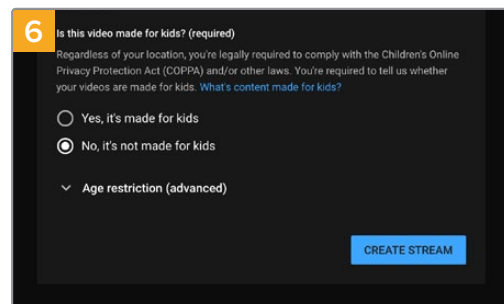 6
Is this video made for kids? (required)
Regardless of your location, you're legally required to comply with the Children's Online
Privacy Protection Act (COPPA) and/or other laws. You're required to tell us whether
your videos are made for kids. What's content made for kids?
Yes, it's made for kids
No, it's not made for kids
Age restriction (advanced)
CREATE STREAM